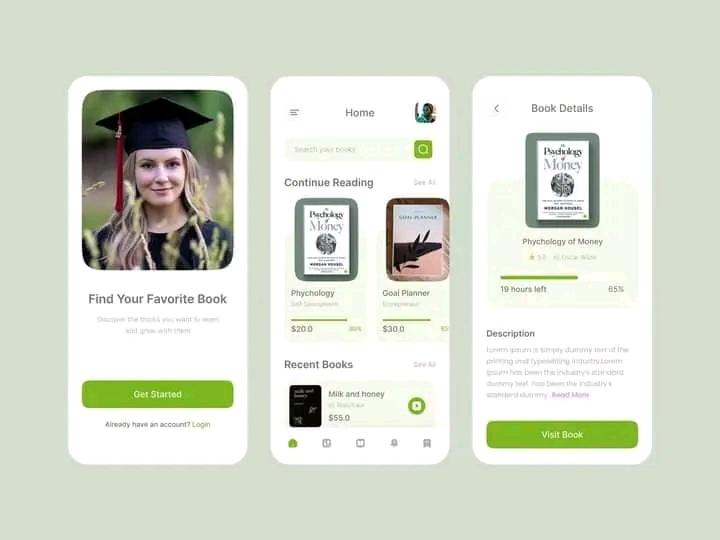 Find Your Favorite Book
Discover the books you want to learn
and grow with them
Get Started
Already have an account? Login
Home
Search your books
Continue Reading
See All
The
Psychology
of
Money
MORGAN HOUSEL
Phychology
Self Development
$20.0
80%
GOAL PLANNER
Goal Planner
Entrepreneur
$30.0
Recent Books
See All
milk and
honey
Milk and honey
$55.0
Book Details
The
Psychology
of
Money
MORGAN HOUSEL
Phychology of Money
5.0
by Oscar Wilde
19 hours left
65%
Description
Lorem Ipsum is simply dummy text of the
printing and typesetting industry.Lorem
Ipsum has been the industry's standard
dummy text. has been the industry's
standard dummy. Read More
Visit Book